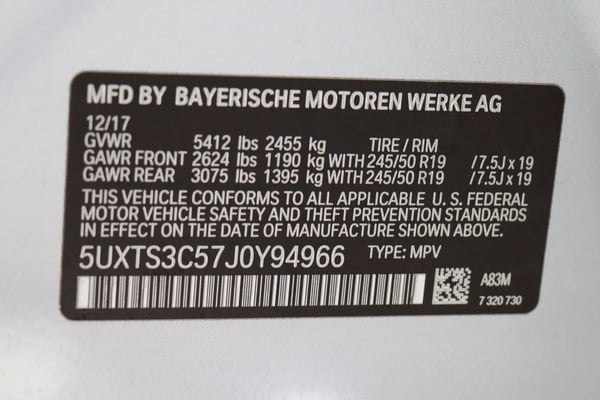 MFD BY BAYERISCHE MOTOREN WERKE AG
12/17
GVWR 5412 lbs 2455 kg TIRE / RIM
GAWR FRONT 2624 lbs 1190 kg WITH 245/50 R19 /7.5J x 19
GAWR REAR 3075 lbs 1395 kg WITH 245/50 R19 /7.5J x 19
THIS VEHICLE CONFORMS TO ALL APPLICABLE U. S. FEDERAL
MOTOR VEHICLE SAFETY AND THEFT PREVENTION STANDARDS
IN EFFECT ON THE DATE OF MANUFACTURE SHOWN ABOVE.
5UXTS3C57J0Y94966 TYPE: MPV
A83M
7 320 730